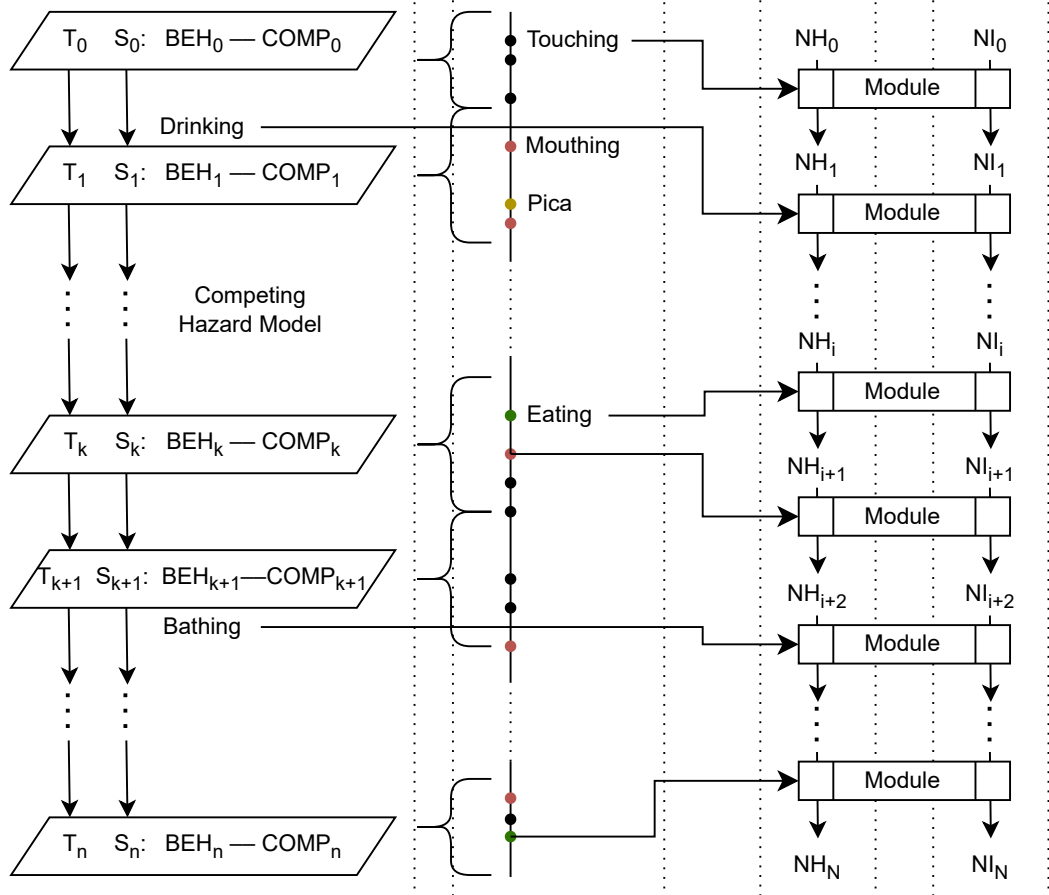 T₀ S₀: BEH₀ — COMP₀
Touching
NH₀ NI₀
Module
Drinking
Mouthing
T₁ S₁: BEH₁ — COMP₁
NH₁ NI₁
Pica
Module
Competing
Hazard Model
NHᵢ NIᵢ
Module
Eating
Tₖ Sₖ: BEHₖ — COMPₖ
NHᵢ₊₁ NIᵢ₊₁
Module
Tₖ₊₁ Sₖ₊₁: BEHₖ₊₁—COMPₖ₊₁
NHᵢ₊₂ NIᵢ₊₂
Bathing
Module
Module
Tₙ Sₙ: BEHₙ — COMPₙ
NH_N NI_N